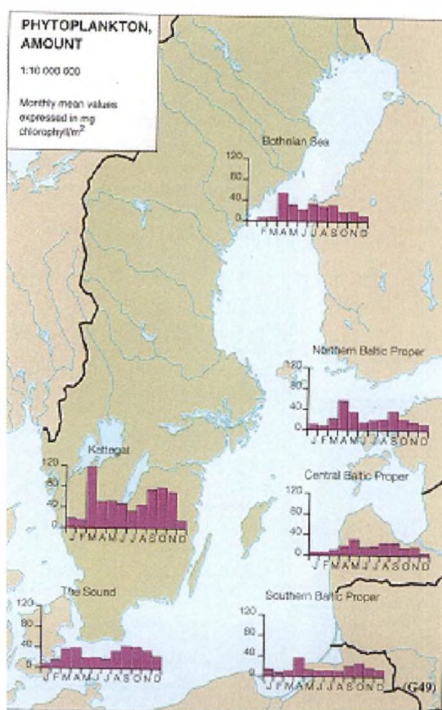 PHYTOPLANKTON,
AMOUNT
1:10 000 000
Monthly mean values
expressed in mg
chlorophyll/m²
Bothnian Sea
120
80
40
0
F M A M J J A S O N D
Northern Baltic Proper
120
80
40
0
J F M A M J J A S O N D
Kattegat
120
80
40
0
J F M A M J J A S O N D
Central Baltic Proper
120
80
40
0
J F M A M J J A S O N D
The Sound
120
80
40
0
J F M A M J J A S O N D
Southern Baltic Proper
120
80
40
0
J F M A M J J A S O N D
(G49)